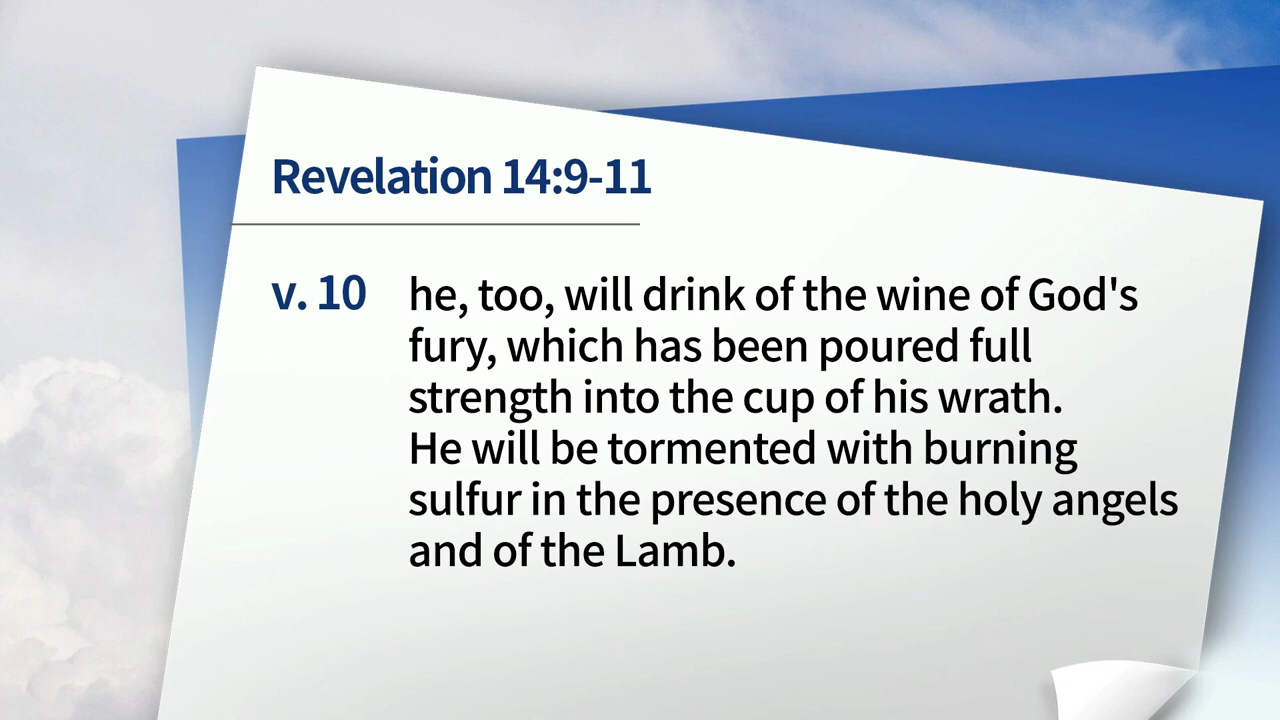 Revelation 14:9-11
v. 10 he, too, will drink of the wine of God's
fury, which has been poured full
strength into the cup of his wrath.
He will be tormented with burning
sulfur in the presence of the holy angels
and of the Lamb.